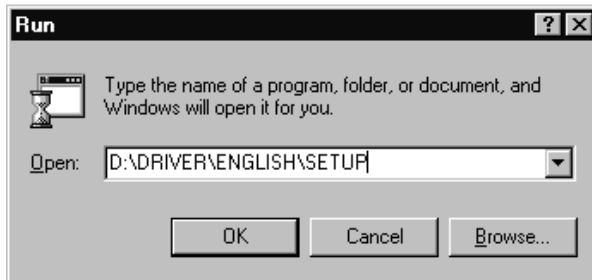 Run
Type the name of a program, folder, or document, and
Windows will open it for you.
Open: D:\DRIVER\ENGLISH\SETUP
OK Cancel Browse...